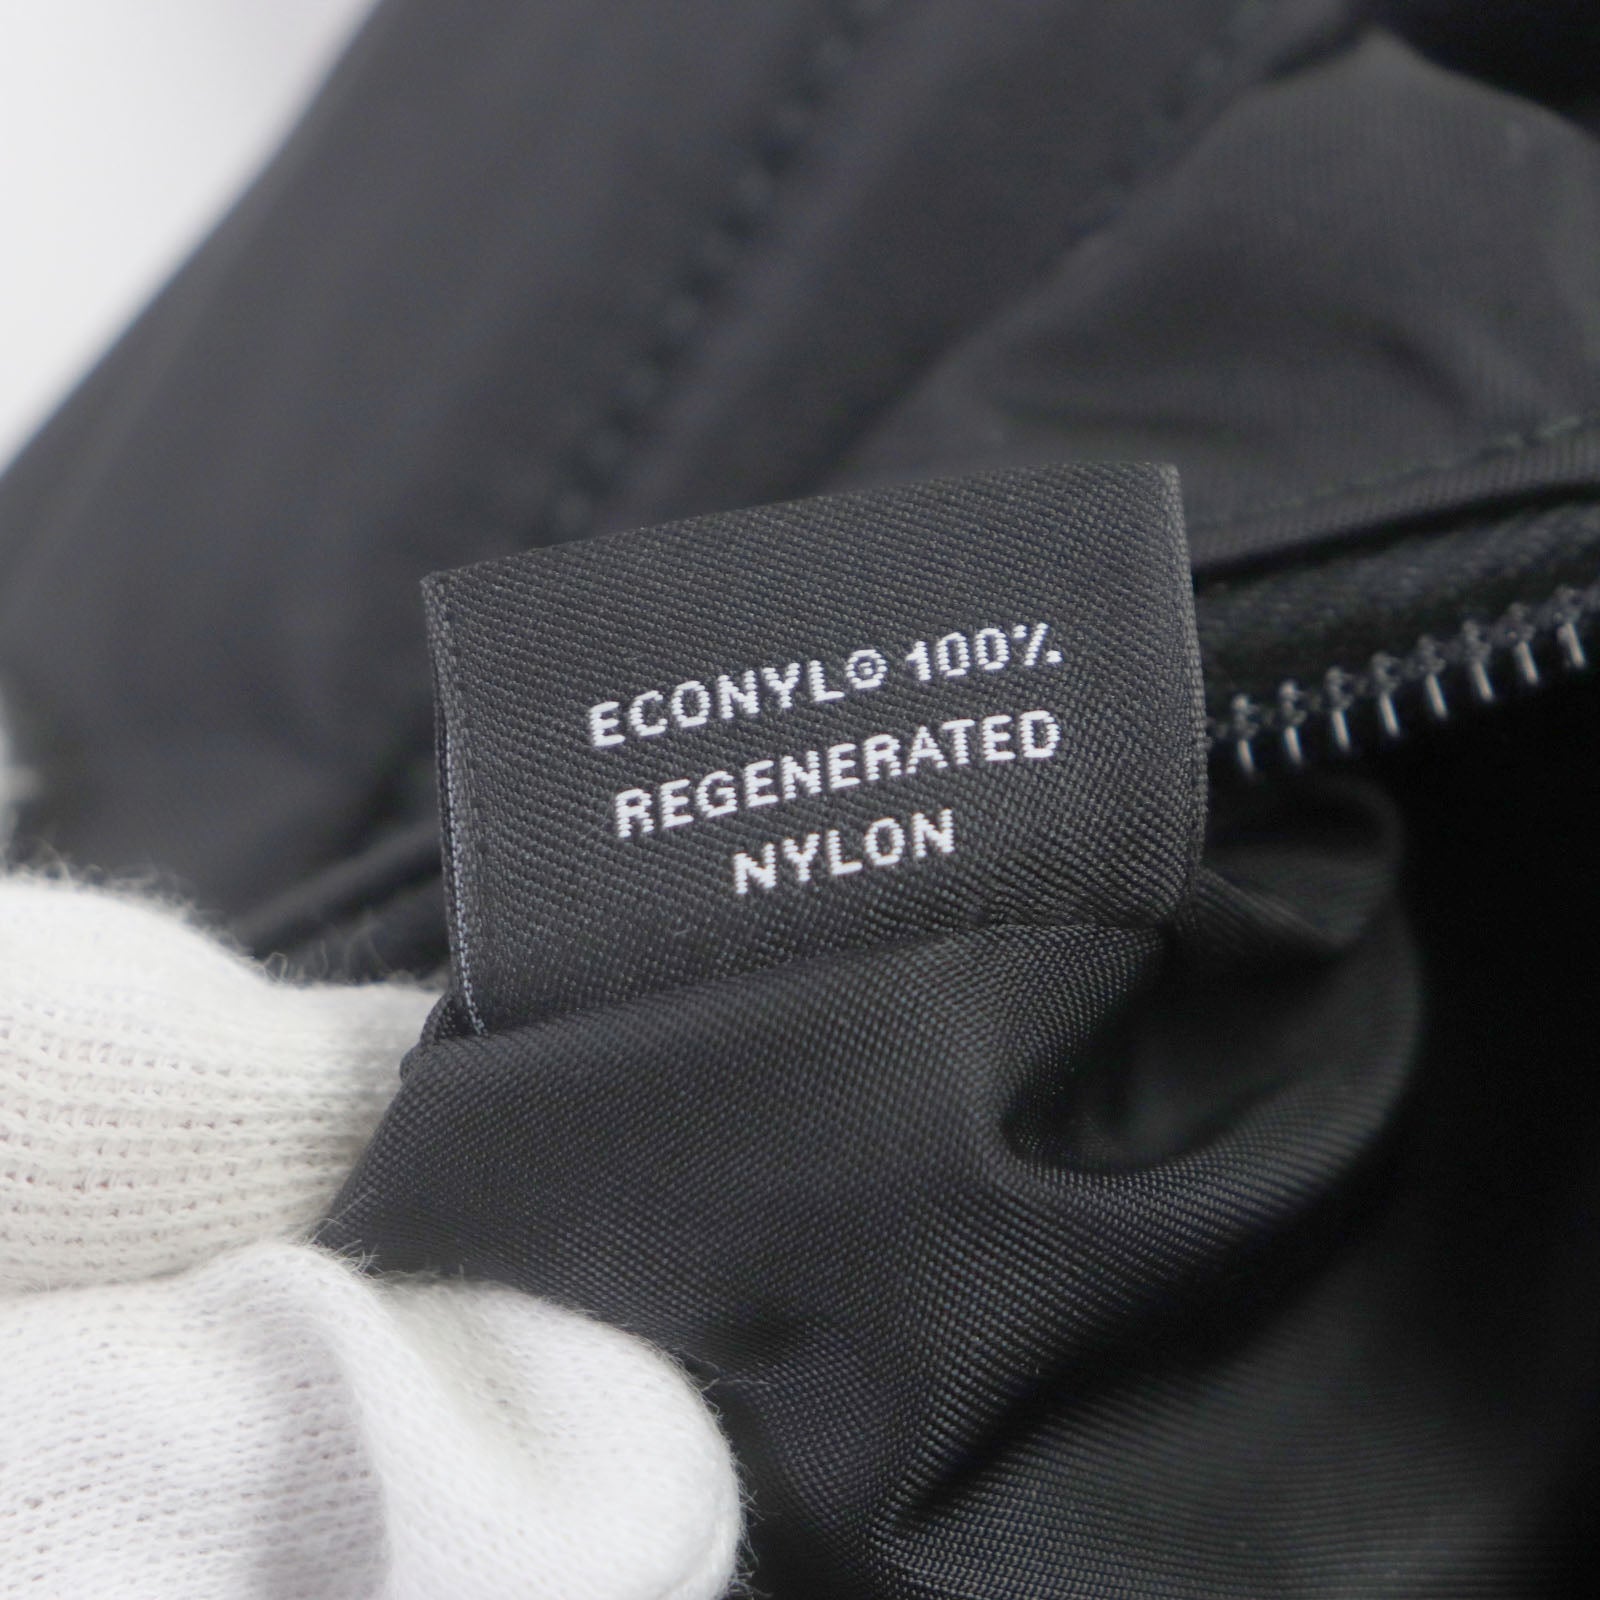 ECONYL® 100%
REGENERATED
NYLON